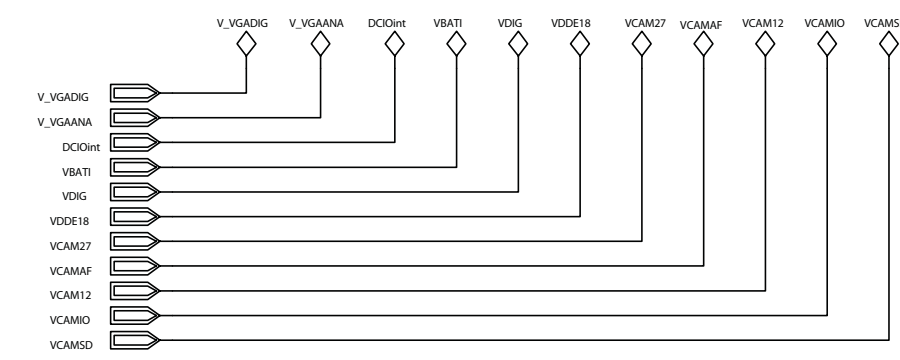 V_VGADIG V_VGAANA DCIOint VBATI VDIG VDDE18 VCAM27 VCAMAF VCAM12 VCAMIO VCAMS
V_VGADIG
V_VGAANA
DCIOint
VBATI
VDIG
VDDE18
VCAM27
VCAMAF
VCAM12
VCAMIO
VCAMSD